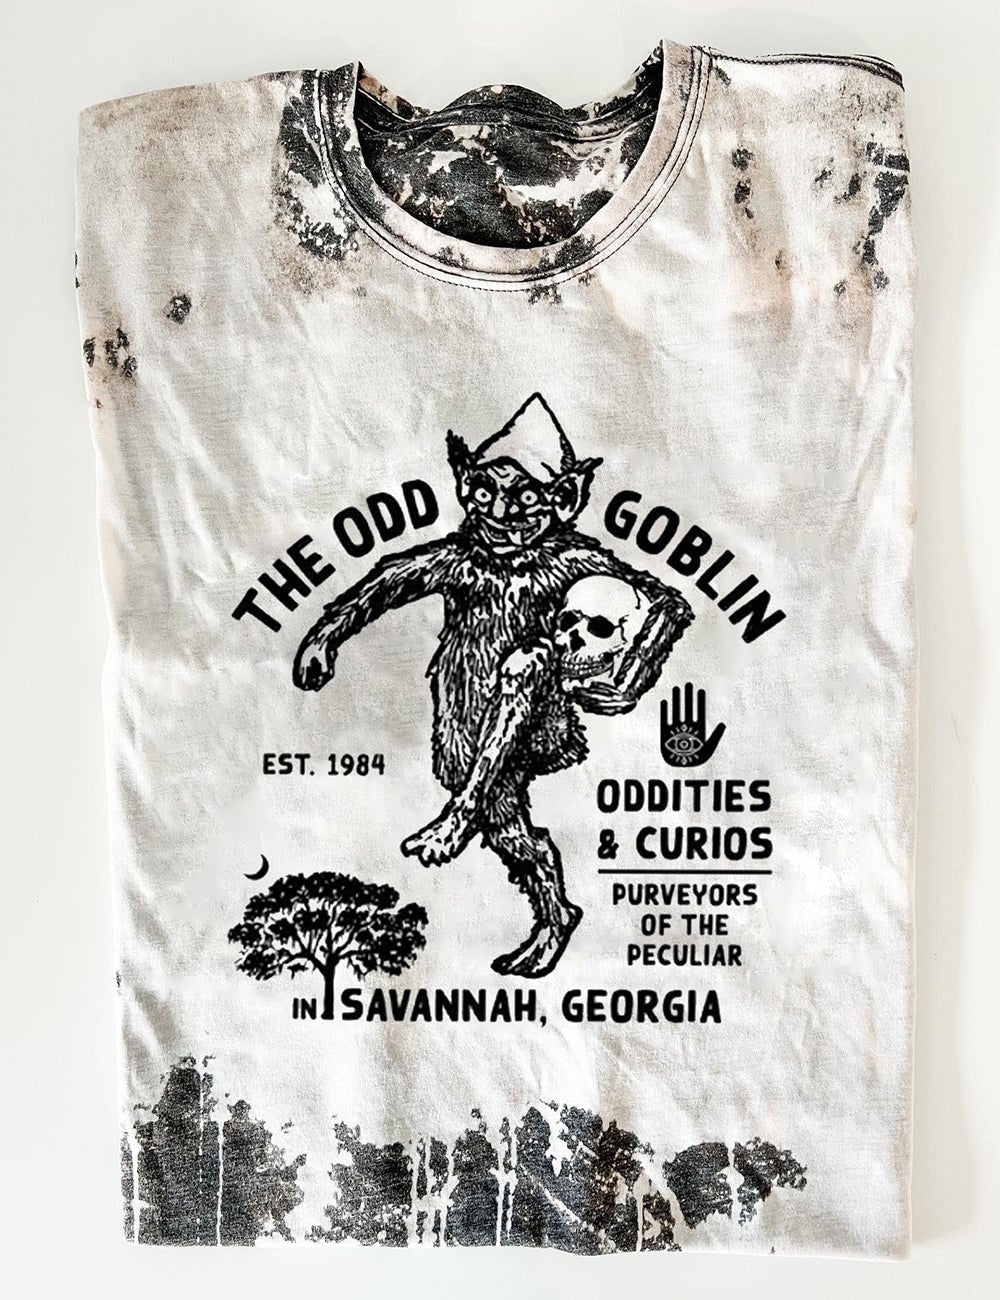 THE ODD GOBLIN
EST. 1984
ODDITIES
& CURIOS
PURVEYORS
OF THE
PECULIAR
IN SAVANNAH, GEORGIA